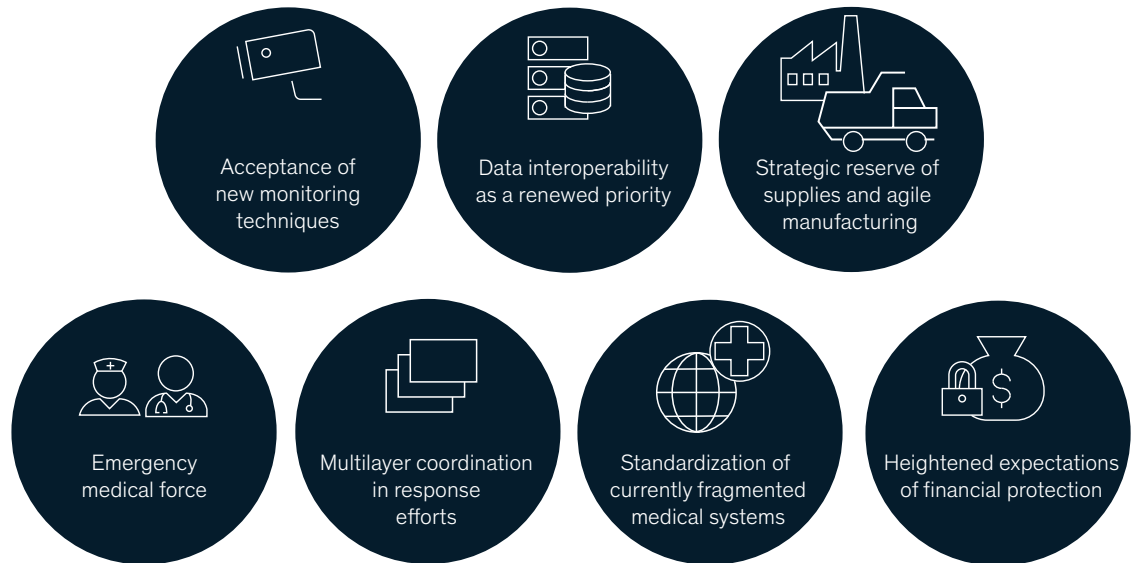 Acceptance of
new monitoring
techniques
Data interoperability
as a renewed priority
Strategic reserve of
supplies and agile
manufacturing
Emergency
medical force
Multilayer coordination
in response
efforts
Standardization of
currently fragmented
medical systems
$
Heightened expectations
of financial protection